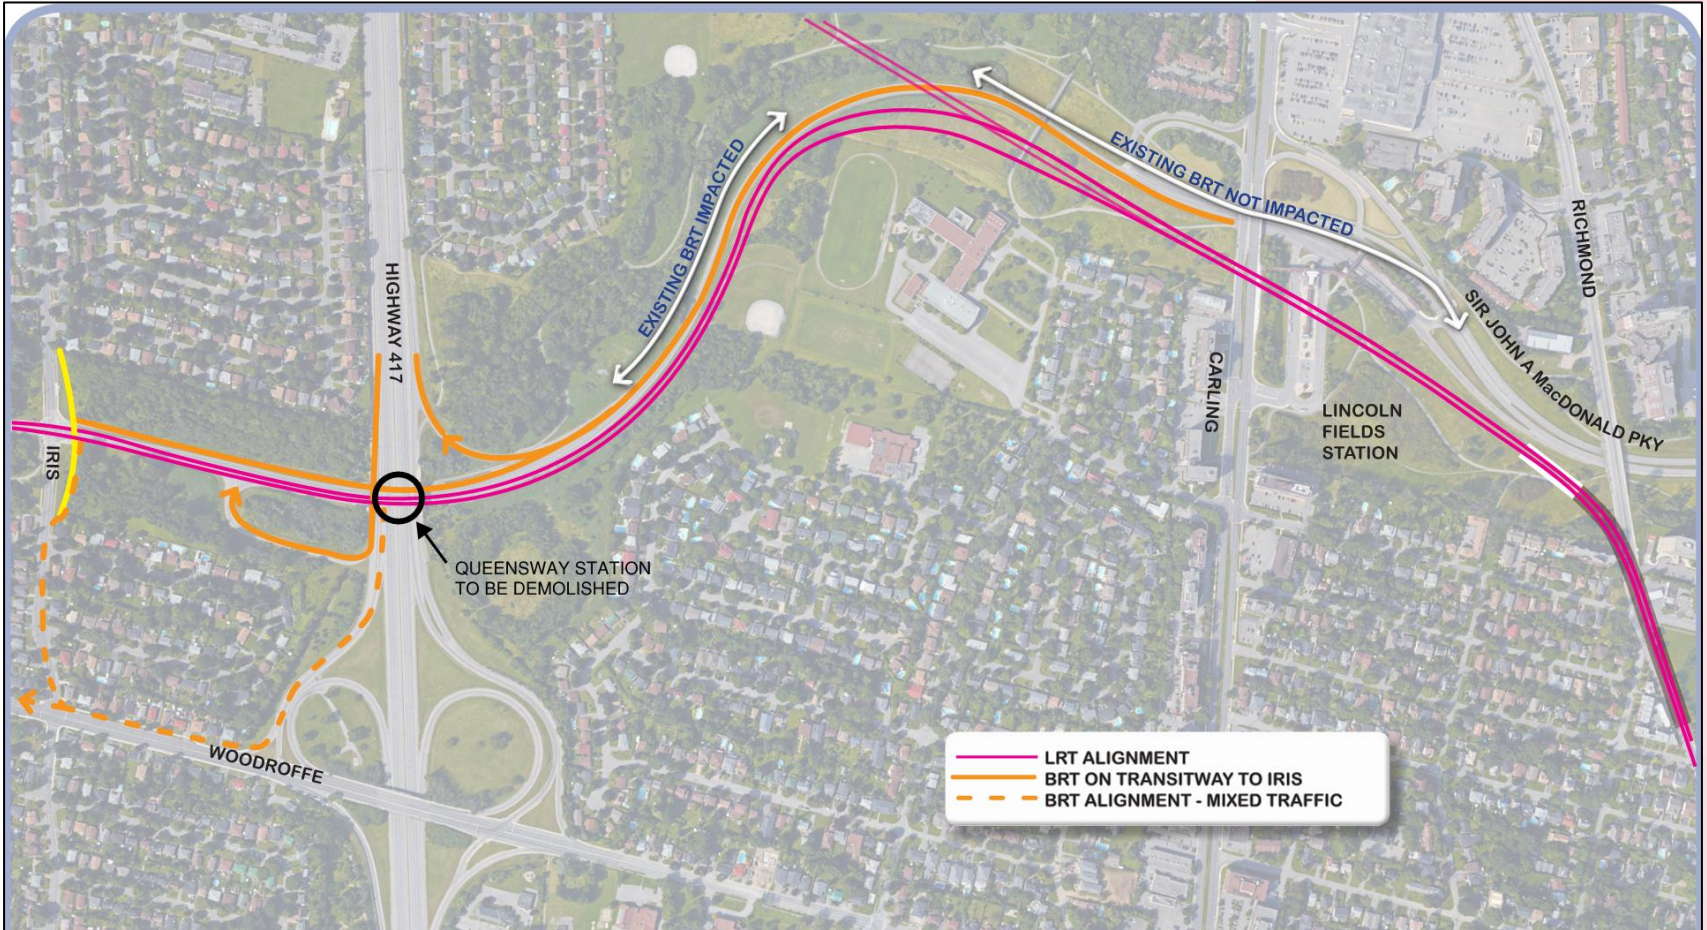 EXISTING BRT IMPACTED
EXISTING BRT NOT IMPACTED
RICHMOND
HIGHWAY 417
SIR JOHN A MacDONALD PKY
CARLING
LINCOLN
FIELDS
STATION
IRIS
QUEENSWAY STATION
TO BE DEMOLISHED
WOODROFFE
LRT ALIGNMENT
BRT ON TRANSITWAY TO IRIS
BRT ALIGNMENT - MIXED TRAFFIC